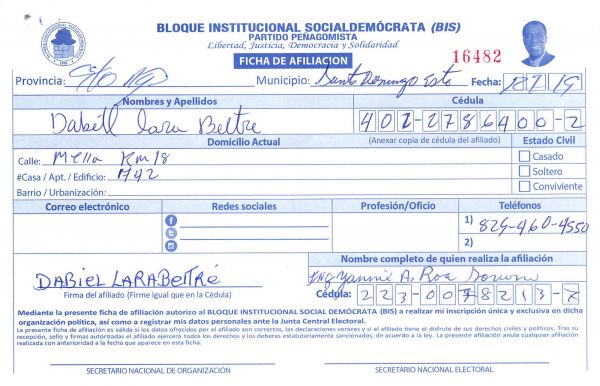 BLOQUE INSTITUCIONAL SOCIALDEMÓCRATA (BIS)
PARTIDO PEÑAGOMISTA
Libertad, Justicia, Democracia y Solidaridad
FICHA DE AFILIACION 16482
Provincia: Sto Dgo Municipio: Santo Domingo Este Fecha:
Nombres y Apellidos Cédula
Dabiell Lara Beltre 402-2786400-2
Domicilio Actual (Anexar copia de cédula del afiliado) Estado Civil
Calle: Mella Km 18 Casado
#Casa / Apt. / Edificio: 142 Soltero
Barrio / Urbanización: Conviviente
Correo electrónico Redes sociales Profesión/Oficio Teléfonos
1) 829-460-4550
2)
Nombre completo de quien realiza la afiliación
DABIEL LARA BELTRÉ Ing Yannie A. Roa
Firma del afiliado (Firme igual que en la Cédula) Cédula: 223-0078213-7
Mediante la presente ficha de afiliación autorizo al BLOQUE INSTITUCIONAL SOCIAL DEMÓCRATA (BIS) a realizar mi inscripción única y exclusiva en dicha
organización política, así como a registrar mis datos personales ante la Junta Central Electoral.
La presente ficha de afiliación es válida si los datos ofrecidos por el afiliado son correctos, las declaraciones veraces y si el afiliado tiene el disfrute de sus derechos civiles y políticos. Tras su
recepción, sello y firmas autorizadas el afiliado ejercerá todos los derechos y los deberes estatutariamente sancionados, de acuerdo a la ley. La presente afiliación anula cualquier afiliación
realizada con anterioridad a la fecha que aparece en esta ficha.
SECRETARIO NACIONAL DE ORGANIZACIÓN SECRETARIO NACIONAL ELECTORAL